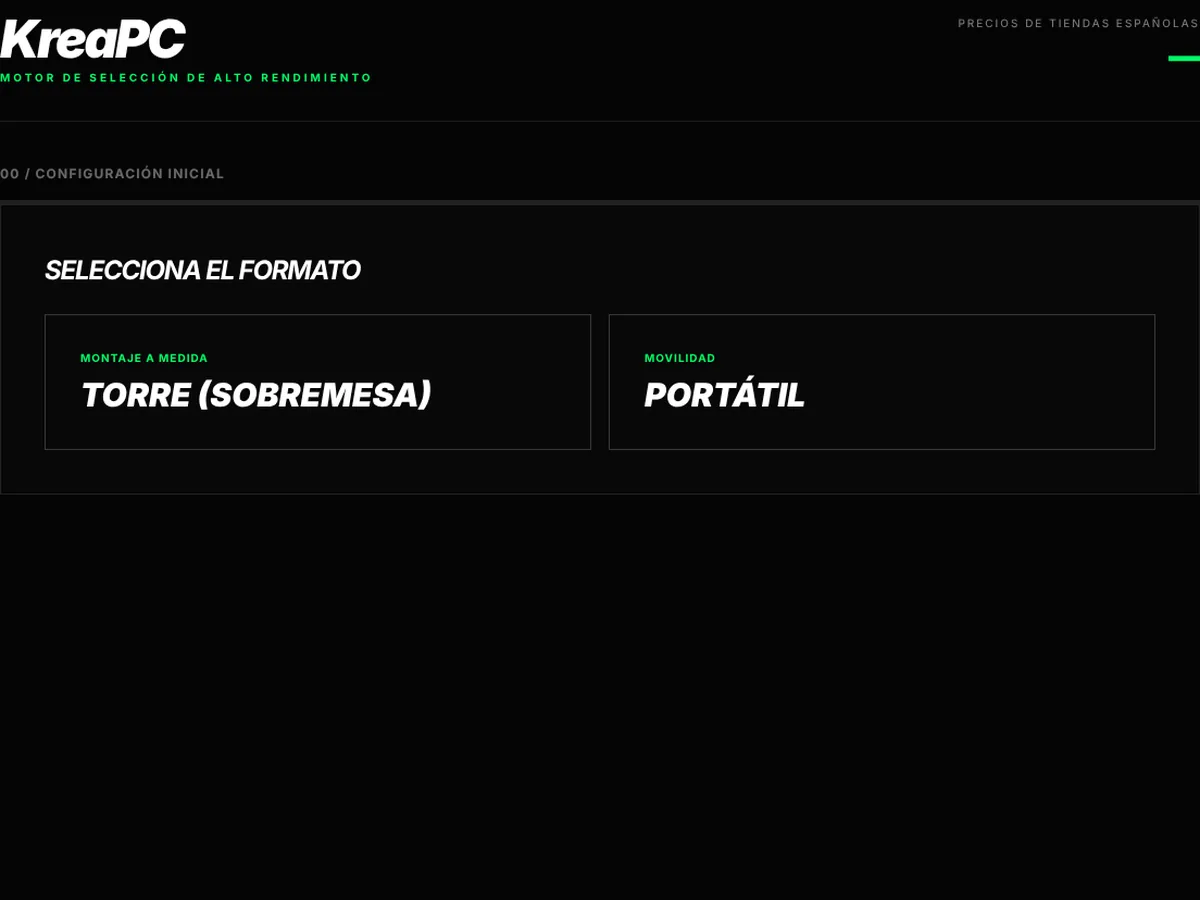 KreaPC
PRECIOS DE TIENDAS ESPAÑOLAS
MOTOR DE SELECCIÓN DE ALTO RENDIMIENTO
00 / CONFIGURACIÓN INICIAL
SELECCIONA EL FORMATO
MONTAJE A MEDIDA
TORRE (SOBREMESA)
MOVILIDAD
PORTÁTIL